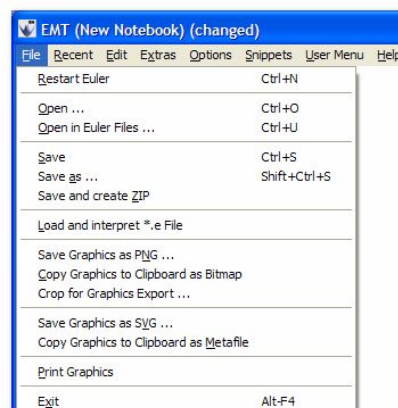 EMT (New Notebook) (changed)
File Recent Edit Extras Options Snippets User Menu Help
Restart Euler Ctrl+N
Open ... Ctrl+O
Open in Euler Files ... Ctrl+U
Save Ctrl+S
Save as ... Shift+Ctrl+S
Save and create ZIP
Load and interpret *.e File
Save Graphics as PNG ...
Copy Graphics to Clipboard as Bitmap
Crop for Graphics Export ...
Save Graphics as SVG ...
Copy Graphics to Clipboard as Metafile
Print Graphics
Exit Alt-F4